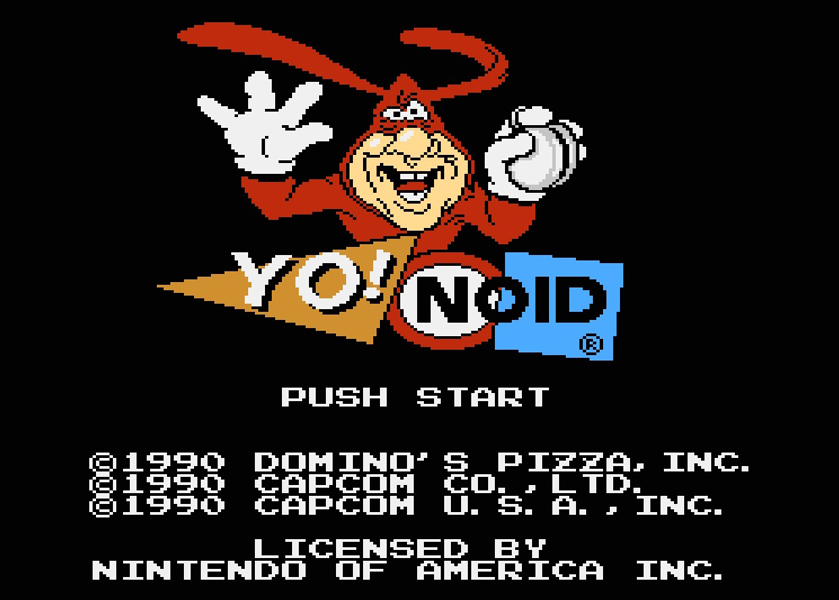 YO! NOID
®
PUSH START
©1990 DOMINO'S PIZZA, INC.
©1990 CAPCOM CO., LTD.
©1990 CAPCOM U.S.A., INC.
LICENSED BY
NINTENDO OF AMERICA INC.